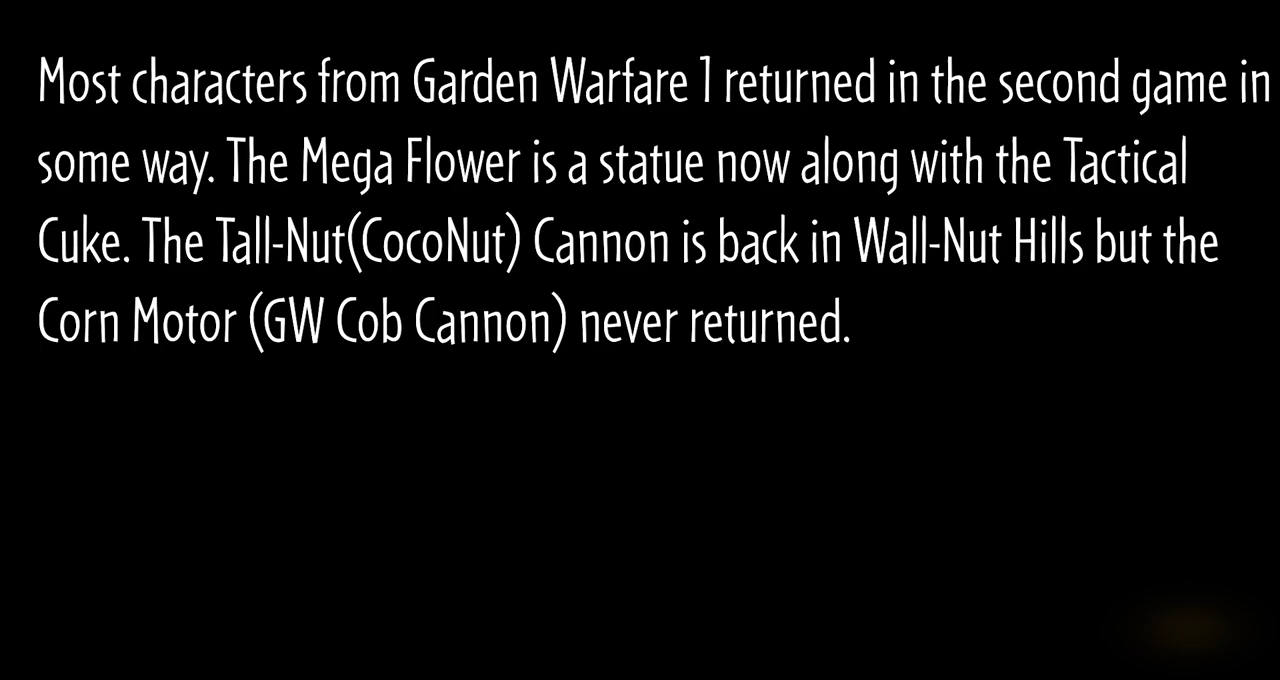 Most characters from Garden Warfare 1 returned in the second game in
some way. The Mega Flower is a statue now along with the Tactical
Cuke. The Tall-Nut(CocoNut) Cannon is back in Wall-Nut Hills but the
Corn Motor (GW Cob Cannon) never returned.